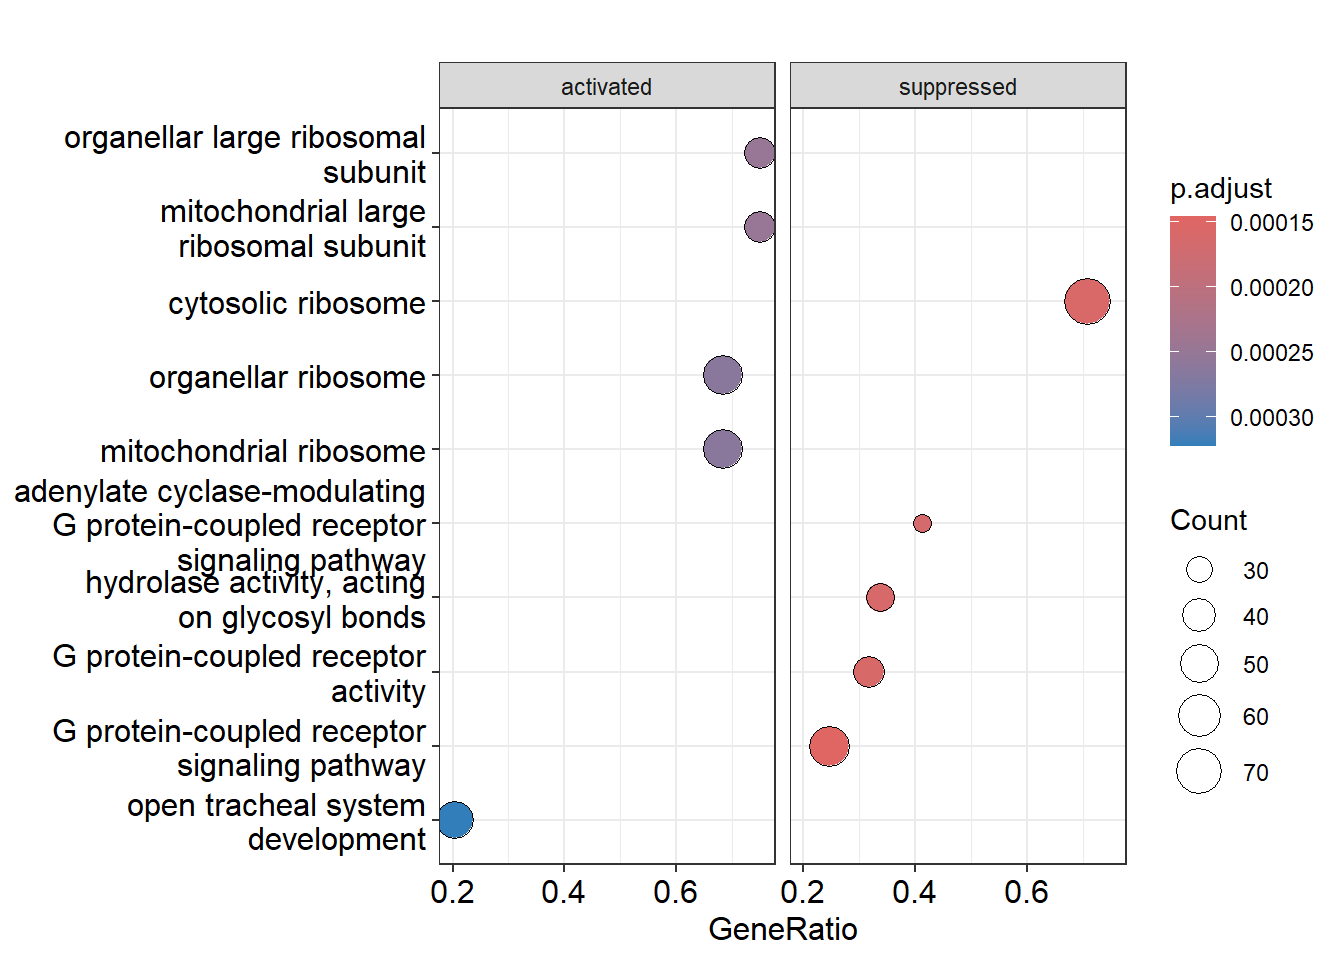 activated
suppressed
organellar large ribosomal
subunit
mitochondrial large
ribosomal subunit
cytosolic ribosome
organellar ribosome
mitochondrial ribosome
adenylate cyclase-modulating
G protein-coupled receptor
signaling pathway
hydrolase activity, acting
on glycosyl bonds
G protein-coupled receptor
activity
G protein-coupled receptor
signaling pathway
open tracheal system
development
0.2
0.4
0.6
0.2
0.4
0.6
GeneRatio
p.adjust
0.00015
0.00020
0.00025
0.00030
Count
30
40
50
60
70